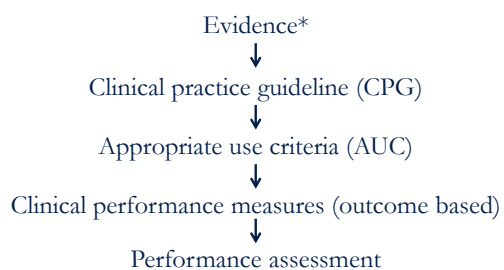 Evidence*
Clinical practice guideline (CPG)
Appropriate use criteria (AUC)
Clinical performance measures (outcome based)
Performance assessment